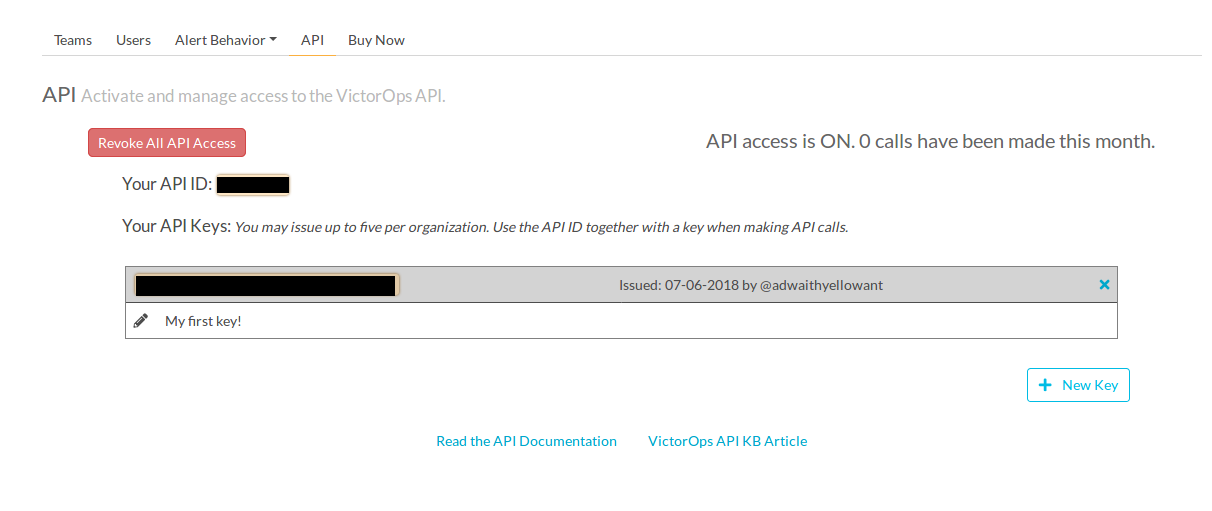 Teams Users Alert Behavior API Buy Now
API Activate and manage access to the VictorOps API.
Revoke All API Access API access is ON. 0 calls have been made this month.
Your API ID:
Your API Keys: You may issue up to five per organization. Use the API ID together with a key when making API calls.
Issued: 07-06-2018 by @adwaithyellowant
My first key!
New Key
Read the API Documentation VictorOps API KB Article